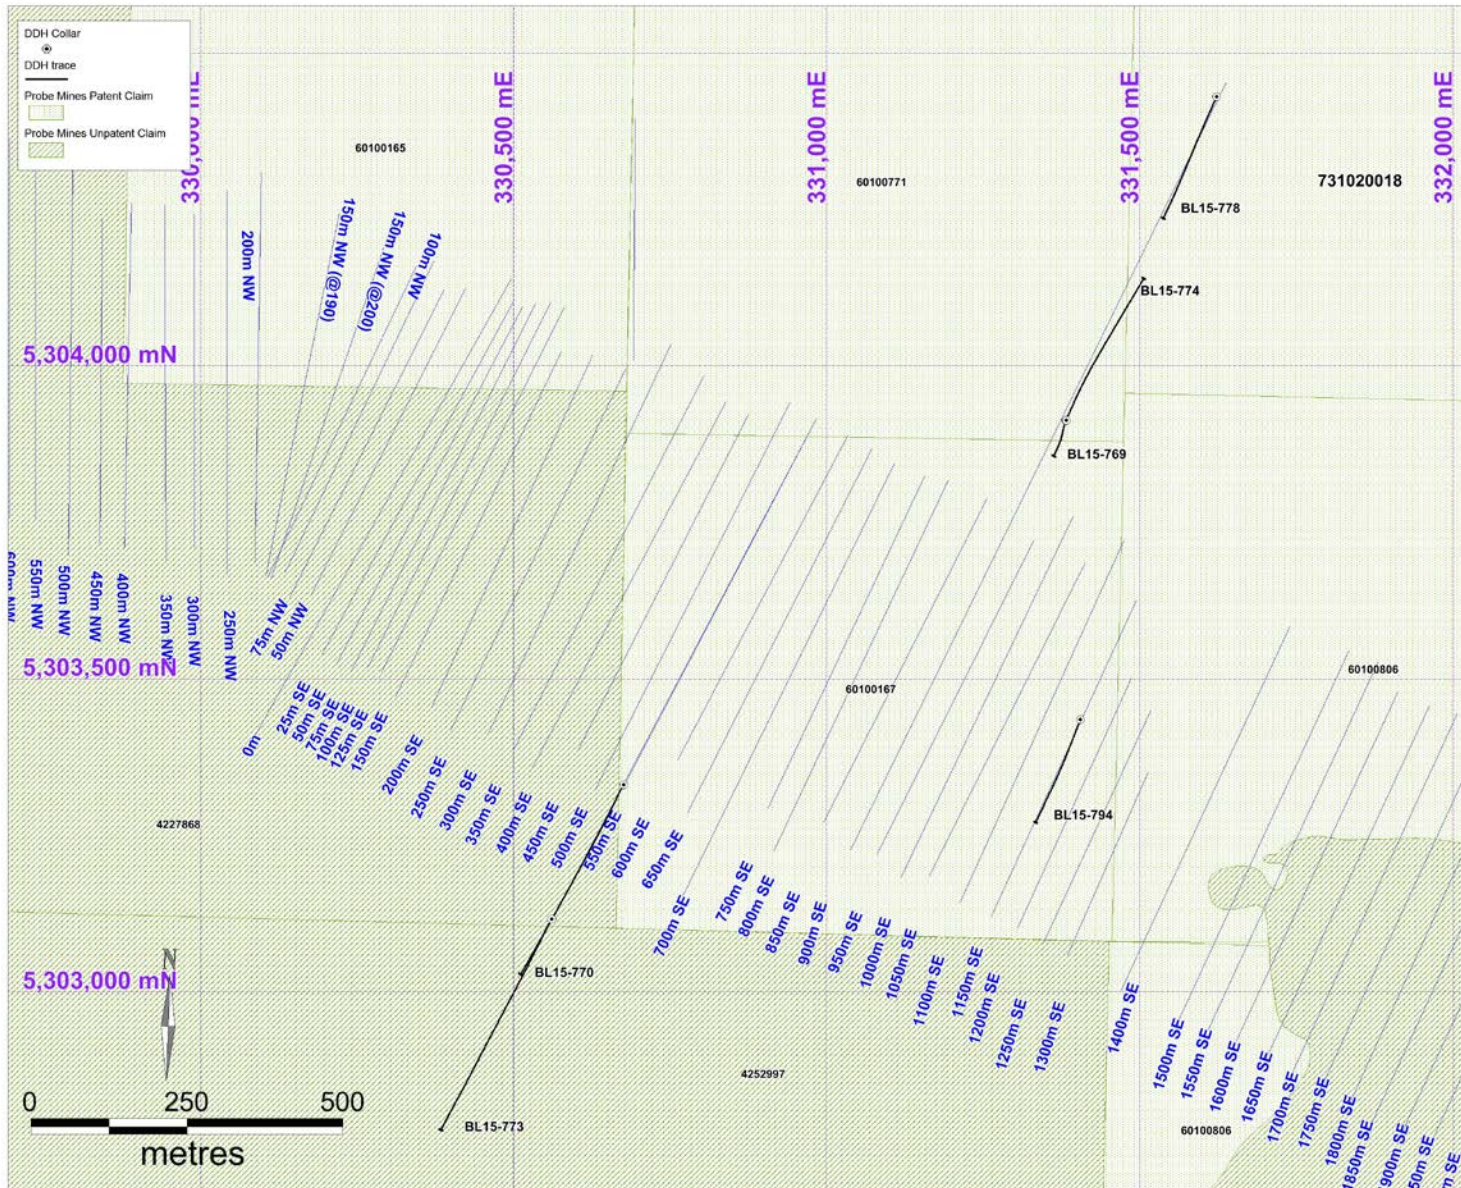 DDH Collar
DDH trace
Probe Mines Patent Claim
Probe Mines Unpatent Claim
330,500 mE
331,000 mE
331,500 mE
332,000 mE
60100165
60100771
731020018
BL15-778
BL15-774
BL15-769
200m NW
150m NW (@190)
150m NW (@200)
100m NW
5,304,000 mN
600m NW
550m NW
500m NW
450m NW
400m NW
350m NW
300m NW
250m NW
75m NW
50m NW
5,303,500 mN
60100167
60100806
0m
25m SE
50m SE
75m SE
100m SE
125m SE
150m SE
200m SE
250m SE
300m SE
350m SE
400m SE
450m SE
500m SE
550m SE
600m SE
650m SE
700m SE
750m SE
800m SE
850m SE
900m SE
950m SE
1000m SE
1050m SE
1100m SE
1150m SE
1200m SE
1250m SE
1300m SE
1400m SE
1500m SE
1550m SE
1600m SE
1650m SE
1700m SE
1750m SE
1800m SE
1850m SE
4227868
BL15-794
BL15-770
5,303,000 mN
N
4252997
BL15-773
60100806
0 250 500
metres